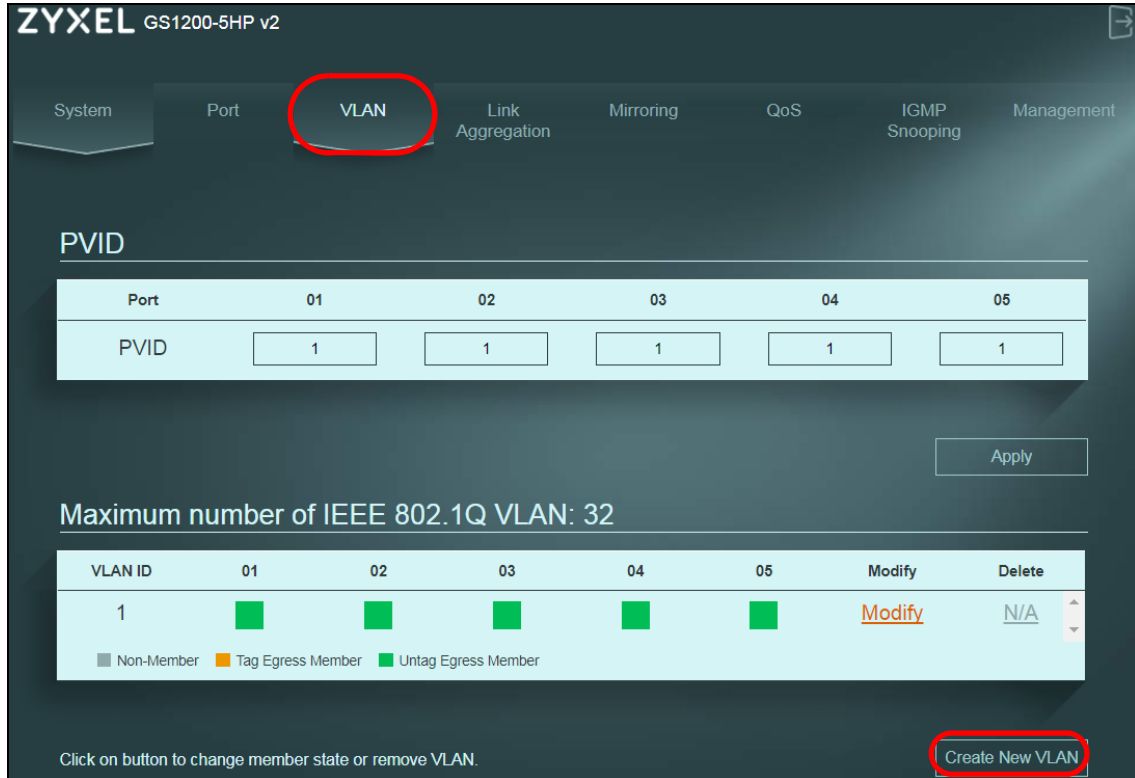 ZYXEL GS1200-5HP v2
System Port VLAN Link Aggregation Mirroring QoS IGMP Snooping Management
PVID
Port 01 02 03 04 05
PVID 1 1 1 1 1
Apply
Maximum number of IEEE 802.1Q VLAN: 32
VLAN ID 01 02 03 04 05 Modify Delete
1 Modify N/A
Non-Member Tag Egress Member Untag Egress Member
Click on button to change member state or remove VLAN. Create New VLAN